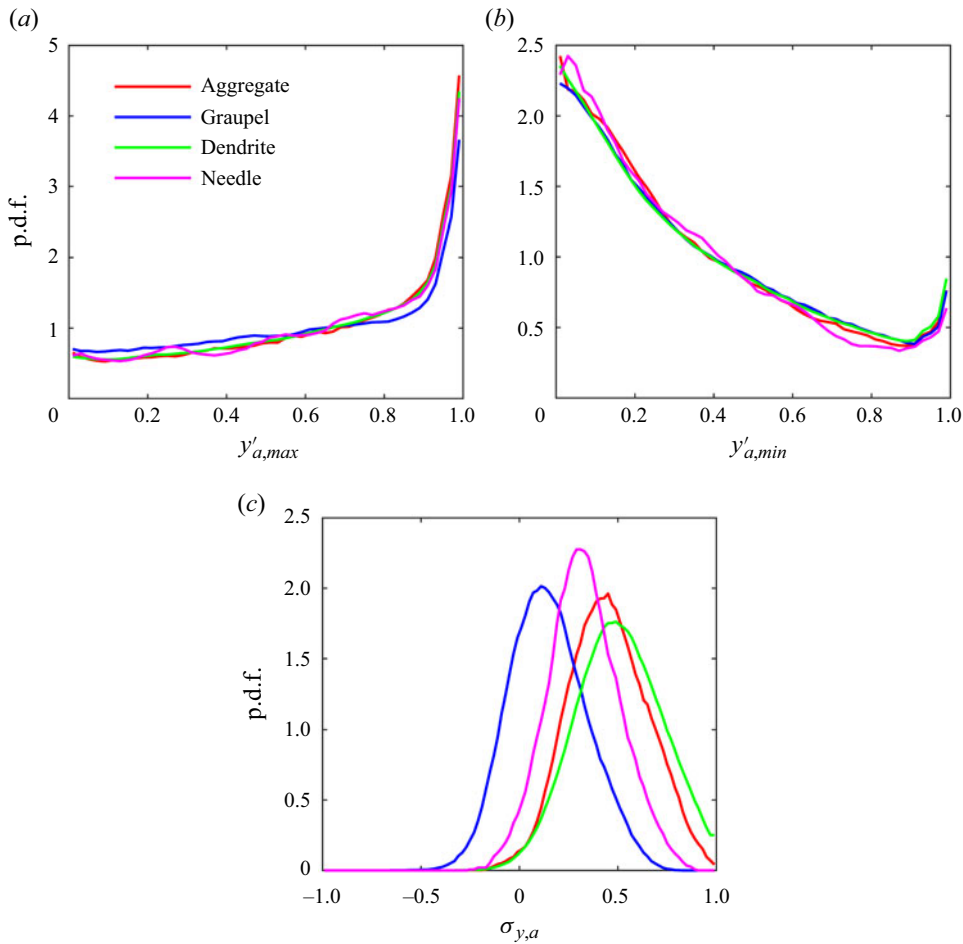 (a)
5
4
3
2
1
0
0.2
0.4
0.6
0.8
1.0
p.d.f.
y′a,max
Aggregate
Graupel
Dendrite
Needle
(b)
2.5
2.0
1.5
1.0
0.5
0
0.2
0.4
0.6
0.8
1.0
y′a,min
(c)
2.5
2.0
1.5
1.0
0.5
0
p.d.f.
–1.0
–0.5
0
0.5
1.0
σy,a